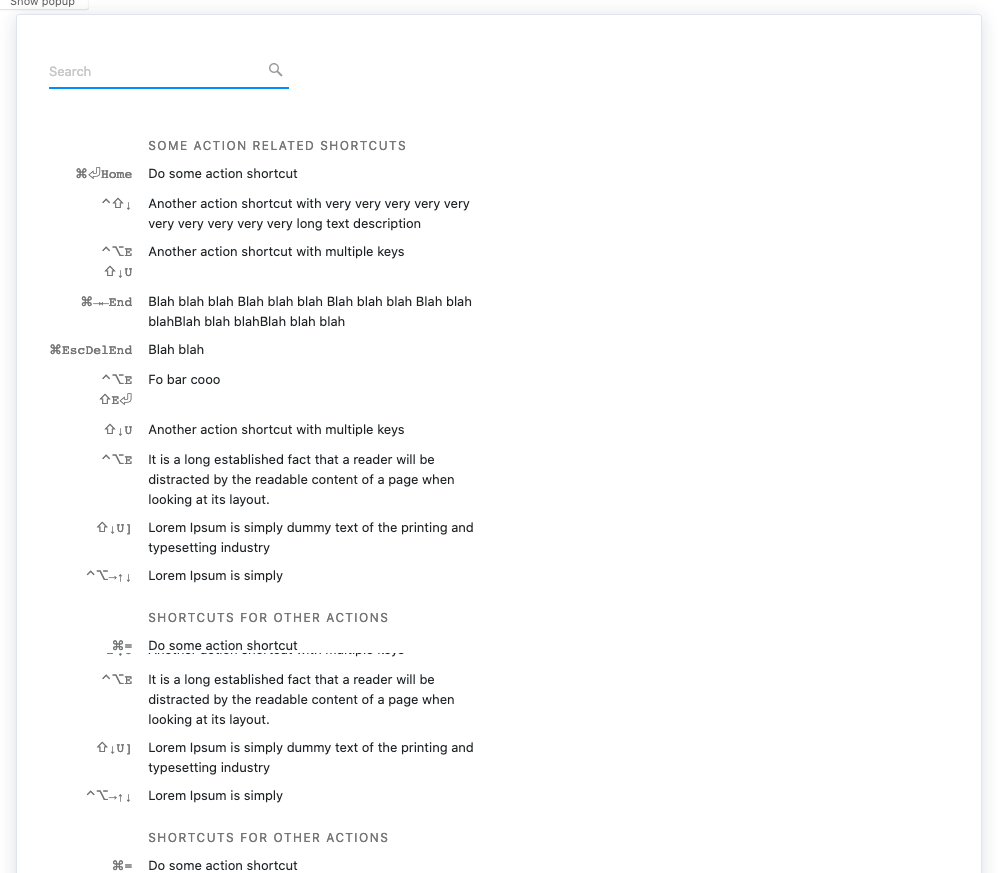 Show popup
Search
SOME ACTION RELATED SHORTCUTS
⌘⏎Home Do some action shortcut
^⇧↓ Another action shortcut with very very very very very
very very very very very long text description
^⌥E Another action shortcut with multiple keys
⇧↓U
⌘→←End Blah blah blah Blah blah blah Blah blah blah Blah blah
blahBlah blah blahBlah blah blah
⌘EscDelEnd Blah blah
^⌥E Fo bar cooo
⇧E⏎
⇧↓U Another action shortcut with multiple keys
^⌥E It is a long established fact that a reader will be
distracted by the readable content of a page when
looking at its layout.
⇧↓U] Lorem Ipsum is simply dummy text of the printing and
typesetting industry
^⌥→↑↓ Lorem Ipsum is simply
SHORTCUTS FOR OTHER ACTIONS
⌘= Do some action shortcut
^⌥E It is a long established fact that a reader will be
distracted by the readable content of a page when
looking at its layout.
⇧↓U] Lorem Ipsum is simply dummy text of the printing and
typesetting industry
^⌥→↑↓ Lorem Ipsum is simply
SHORTCUTS FOR OTHER ACTIONS
⌘= Do some action shortcut